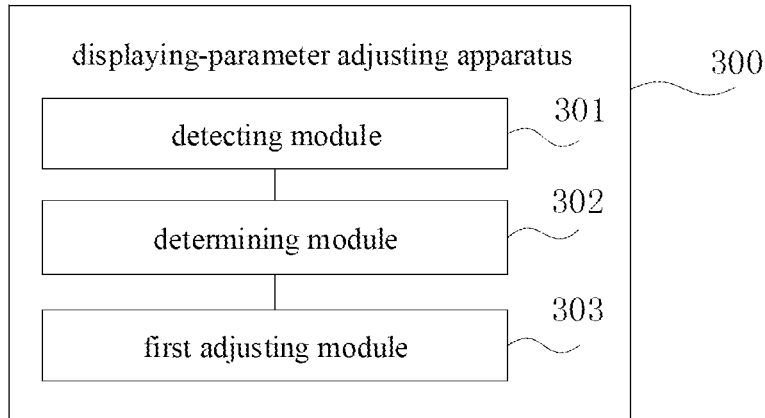 displaying-parameter adjusting apparatus
300
301
detecting module
302
determining module
303
first adjusting module